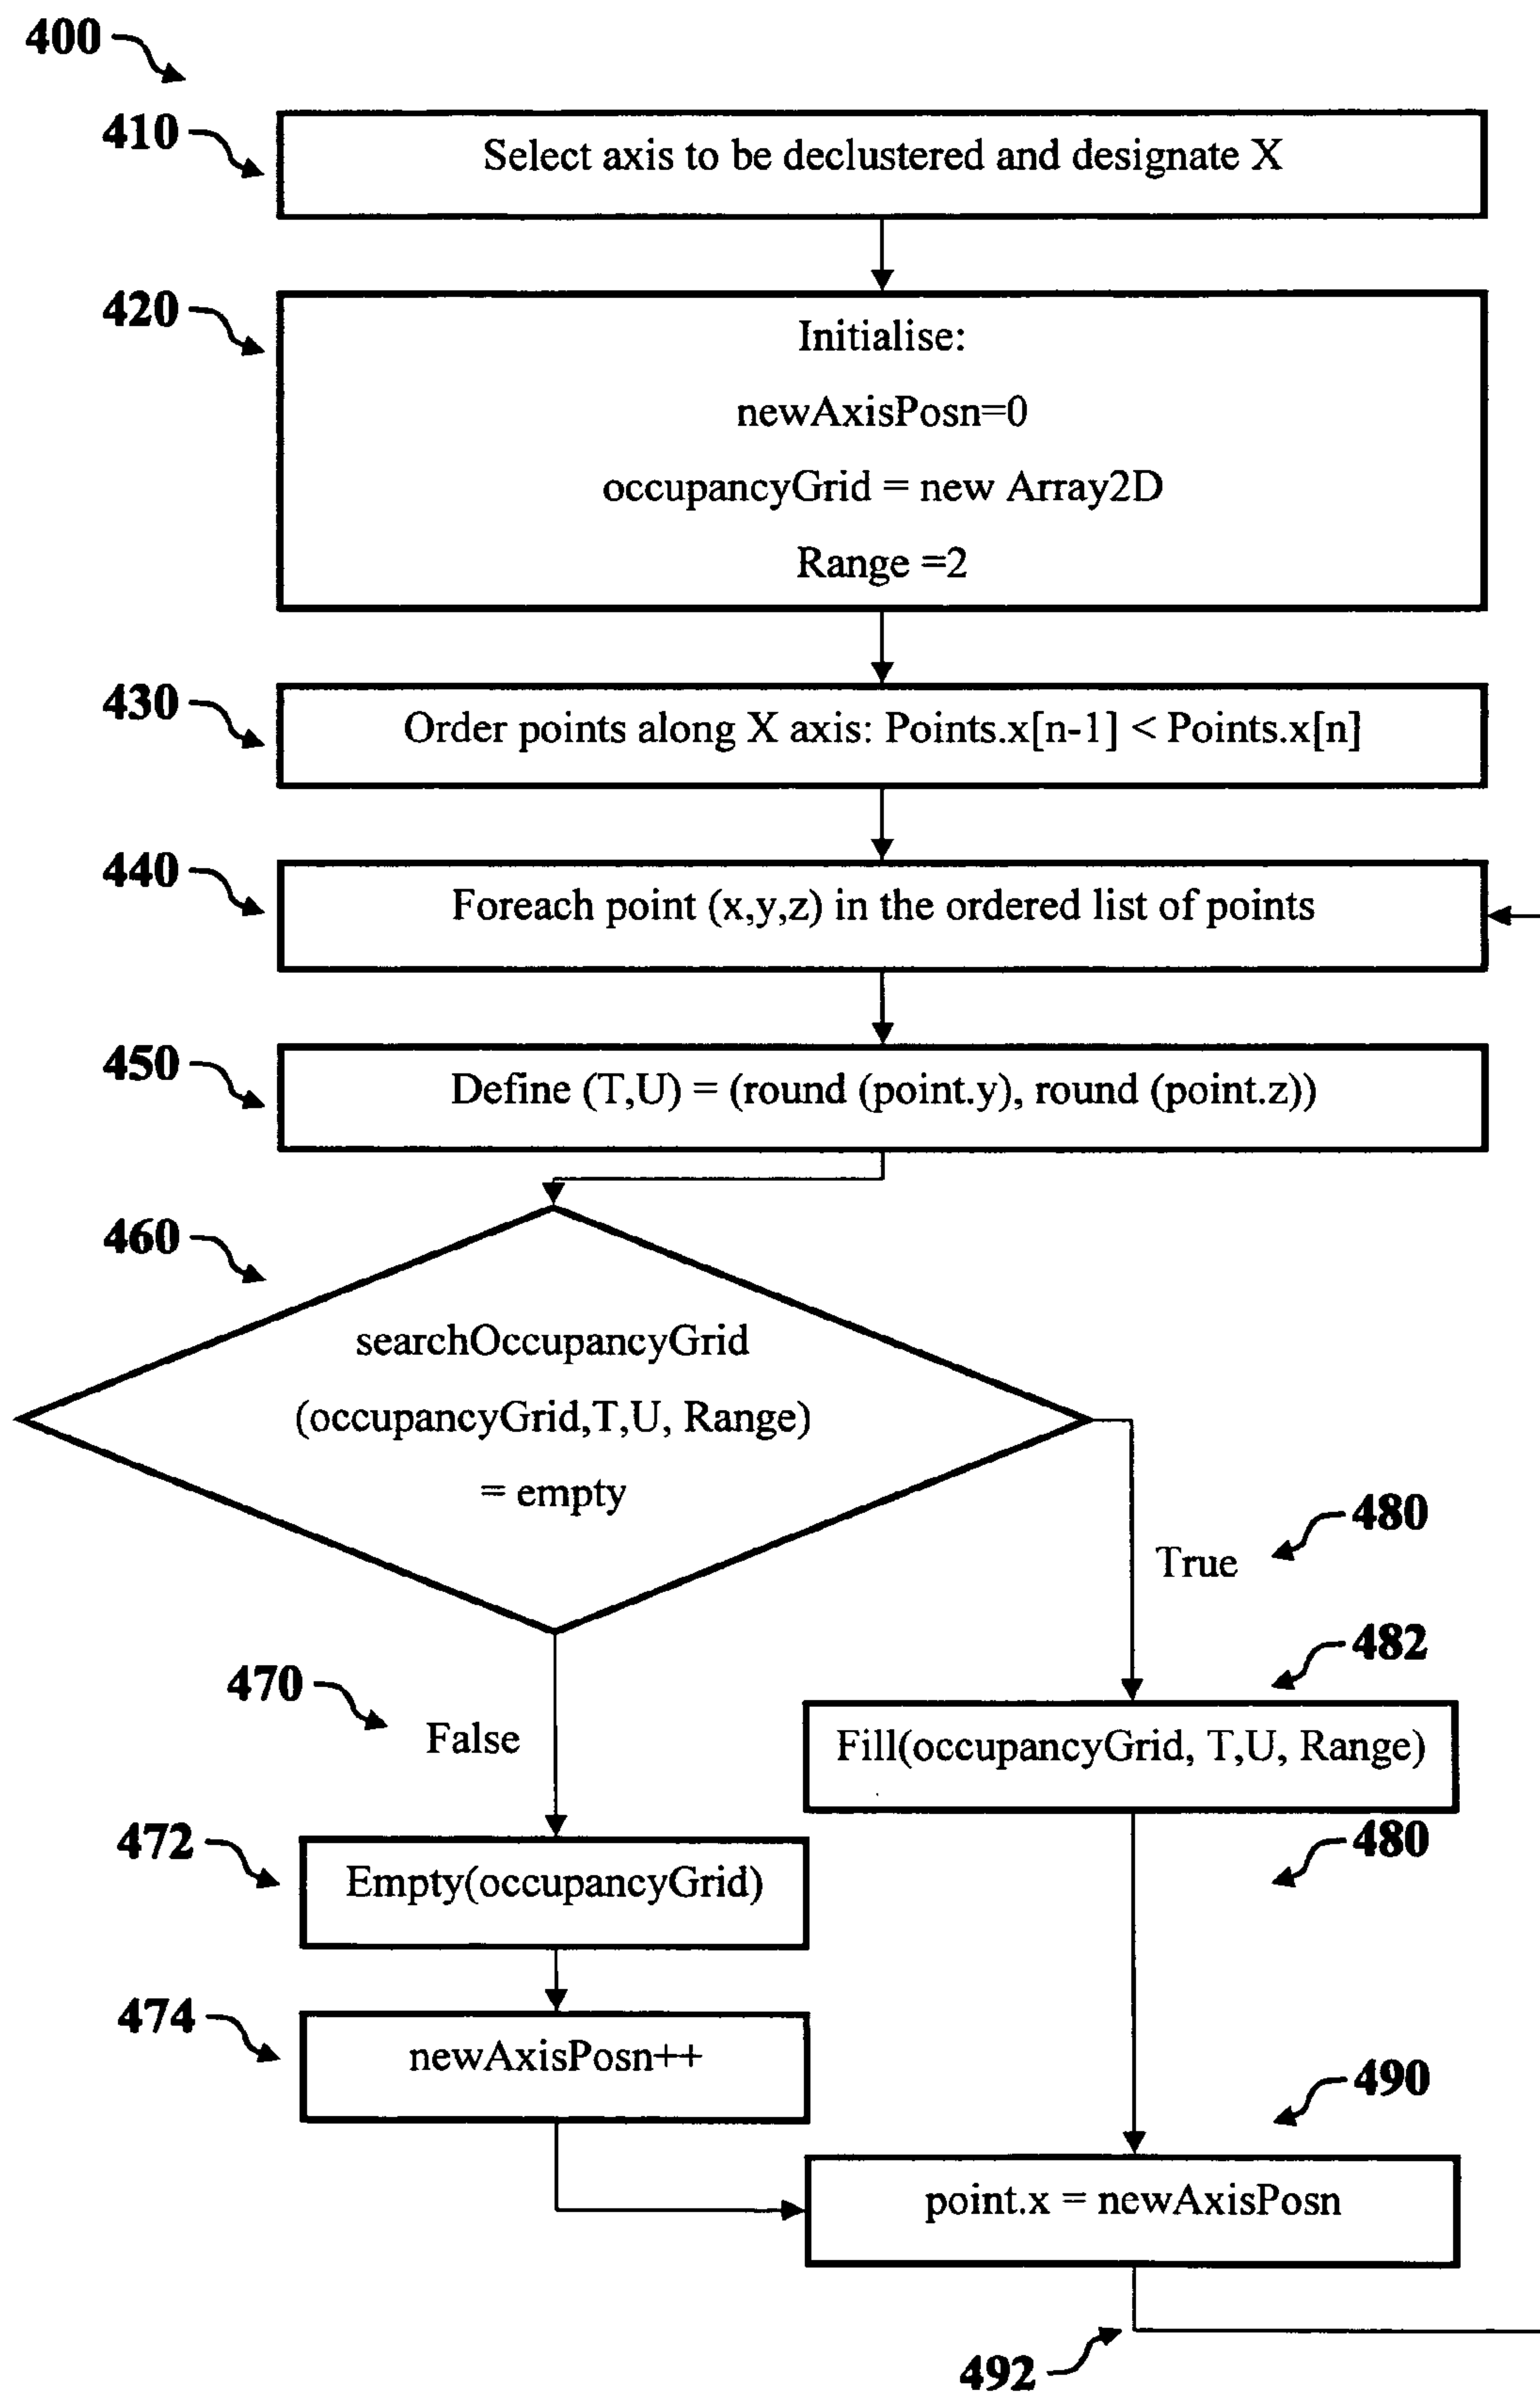 400
410
Select axis to be declustered and designate X
420
Initialise:
newAxisPosn=0
occupancyGrid = new Array2D
Range =2
430
Order points along X axis: Points.x[n-1] < Points.x[n]
440
Foreach point (x,y,z) in the ordered list of points
450
Define (T,U) = (round (point.y), round (point.z))
460
searchOccupancyGrid
(occupancyGrid,T,U, Range)
= empty
480
True
482
470
False
Fill(occupancyGrid, T,U, Range)
472
480
Empty(occupancyGrid)
474
newAxisPosn++
490
point.x = newAxisPosn
492